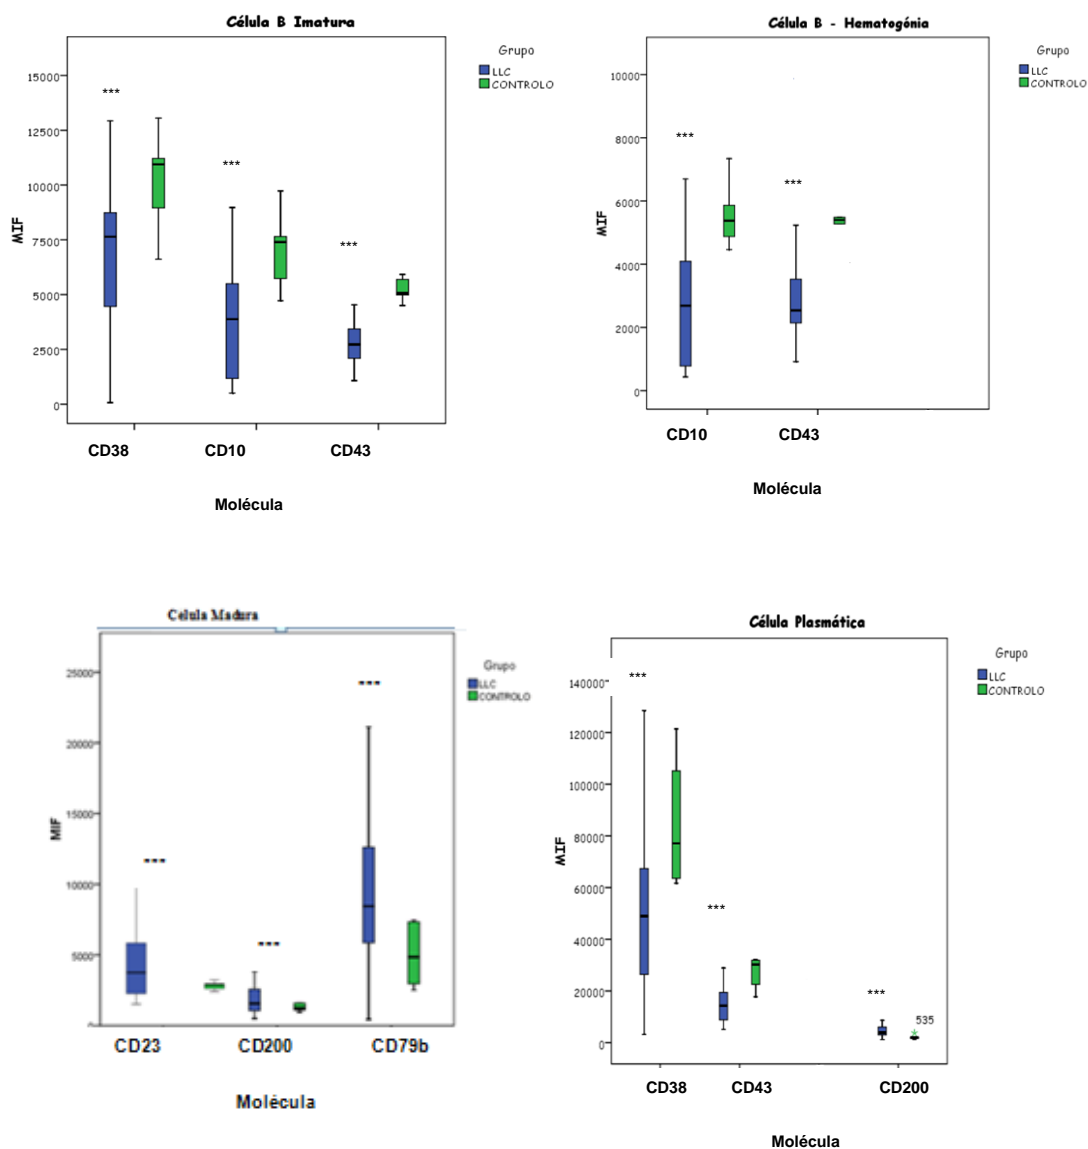 Célula B Imatura
Grupo
LLC
CONTROLO
15000
12500
10000
7500
5000
2500
0
MIF
***
***
***
CD38 CD10 CD43
Molécula
Célula B - Hematogónia
Grupo
LLC
CONTROLO
10000
8000
6000
4000
2000
0
MIF
***
***
CD10 CD43
Molécula
Celula Madura
Grupo
LLC
CONTROLO
25000
20000
15000
10000
5000
MIF
***
***
***
CD23 CD200 CD79b
Molécula
Célula Plasmática
Grupo
LLC
CONTROLO
140000
120000
100000
80000
60000
40000
20000
0
MIF
***
***
***
535
CD38 CD43 CD200
Molécula